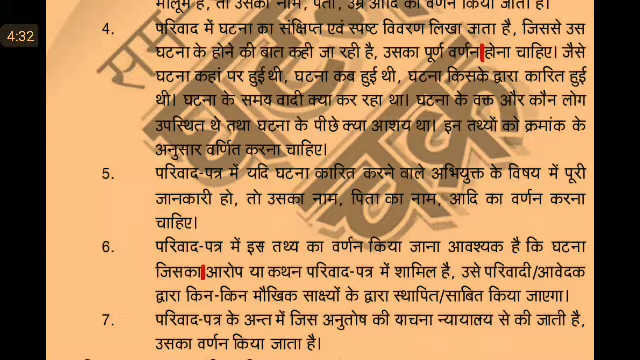 मालूम है, तो उसका नाम, पता, उम्र आदि का वर्णन किया जाता है।
4:32
4. परिवाद में घटना का संक्षिप्त एवं स्पष्ट विवरण लिखा जाता है, जिससे उस
घटना के होने की बात कही जा रही है, उसका पूर्ण वर्णन होना चाहिए। जैसे
घटना कहां पर हुई थी, घटना कब हुई थी, घटना किसके द्वारा कारित हुई
थी। घटना के समय वादी क्या कर रहा था। घटना के वक्त और कौन लोग
उपस्थित थे तथा घटना के पीछे क्या आशय था। इन तथ्यों को क्रमांक के
अनुसार वर्णित करना चाहिए।
5. परिवाद-पत्र में यदि घटना कारित करने वाले अभियुक्त के विषय में पूरी
जानकारी हो, तो उसका नाम, पिता का नाम, आदि का वर्णन करना
चाहिए।
6. परिवाद-पत्र में इस तथ्य का वर्णन किया जाना आवश्यक है कि घटना
जिसका आरोप या कथन परिवाद-पत्र में शामिल है, उसे परिवादी/आवेदक
द्वारा किन-किन मौखिक साक्ष्यों के द्वारा स्थापित/साबित किया जाएगा।
7. परिवाद-पत्र के अन्त में जिस अनुतोष की याचना न्यायालय से की जाती है,
उसका वर्णन किया जाता है।